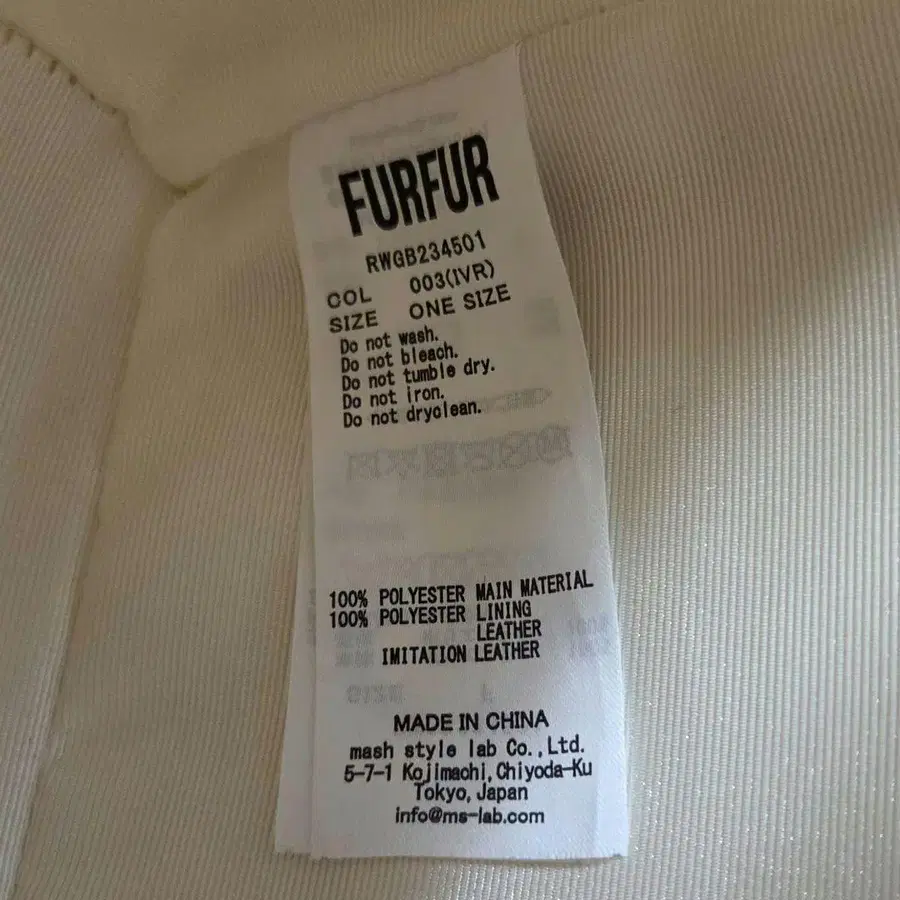 FURFUR
RWGB234501
COL 003(IVR)
SIZE ONE SIZE
Do not wash.
Do not bleach.
Do not tumble dry.
Do not iron.
Do not dryclean.
100% POLYESTER MAIN MATERIAL
100% POLYESTER LINING
LEATHER
IMITATION LEATHER
MADE IN CHINA
mash style lab Co.,Ltd.
5-7-1 Kojimachi,Chiyoda-Ku
Tokyo,Japan
info@ms-lab.com